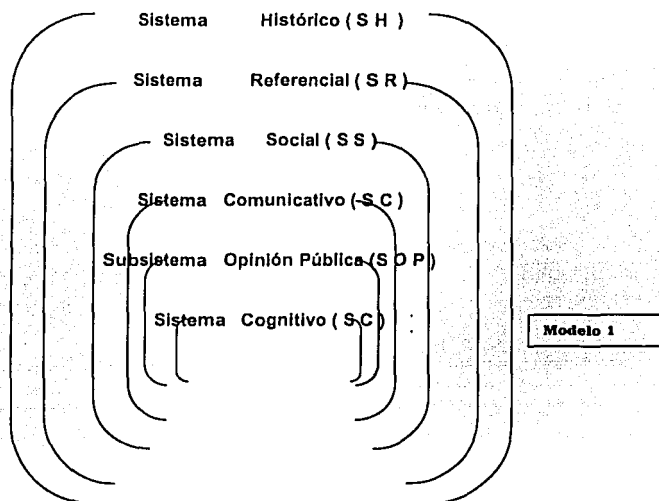 Sistema Histórico ( S H )
Sistema Referencial ( S R )
Sistema Social ( S S )
Sistema Comunicativo ( S C )
Subsistema Opinión Pública ( S O P )
Sistema Cognitivo ( S C ) :
Modelo 1